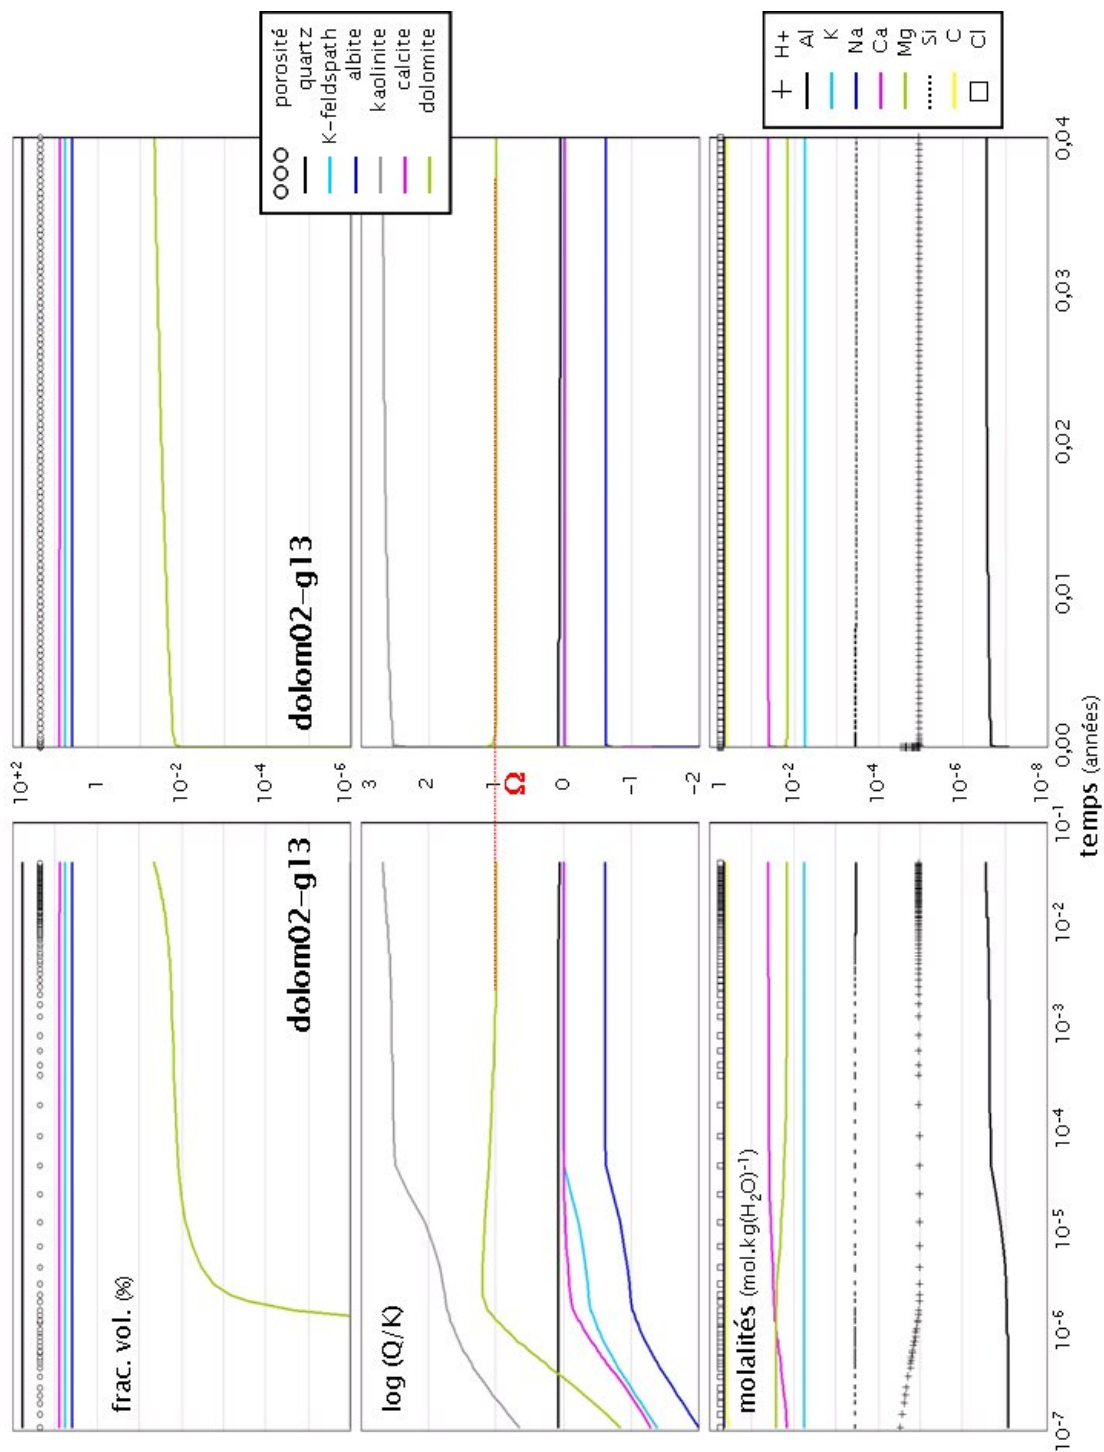 frac. vol. (%)
dolom02-g13
dolom02-g13
10+2
1
10-2
10-4
10-6
porosité
quartz
K-feldspath
albite
kaolinite
calcite
dolomite
log (Q/K)
3
2
1
Ω
0
-1
-2
molalités (mol.kg(H2O)-1)
1
10-2
10-4
10-6
10-8
H+
Al
K
Na
Ca
Mg
Si
C
Cl
10-7
10-6
10-5
10-4
10-3
10-2
10-1
0,00
0,01
0,02
0,03
0,04
temps (années)